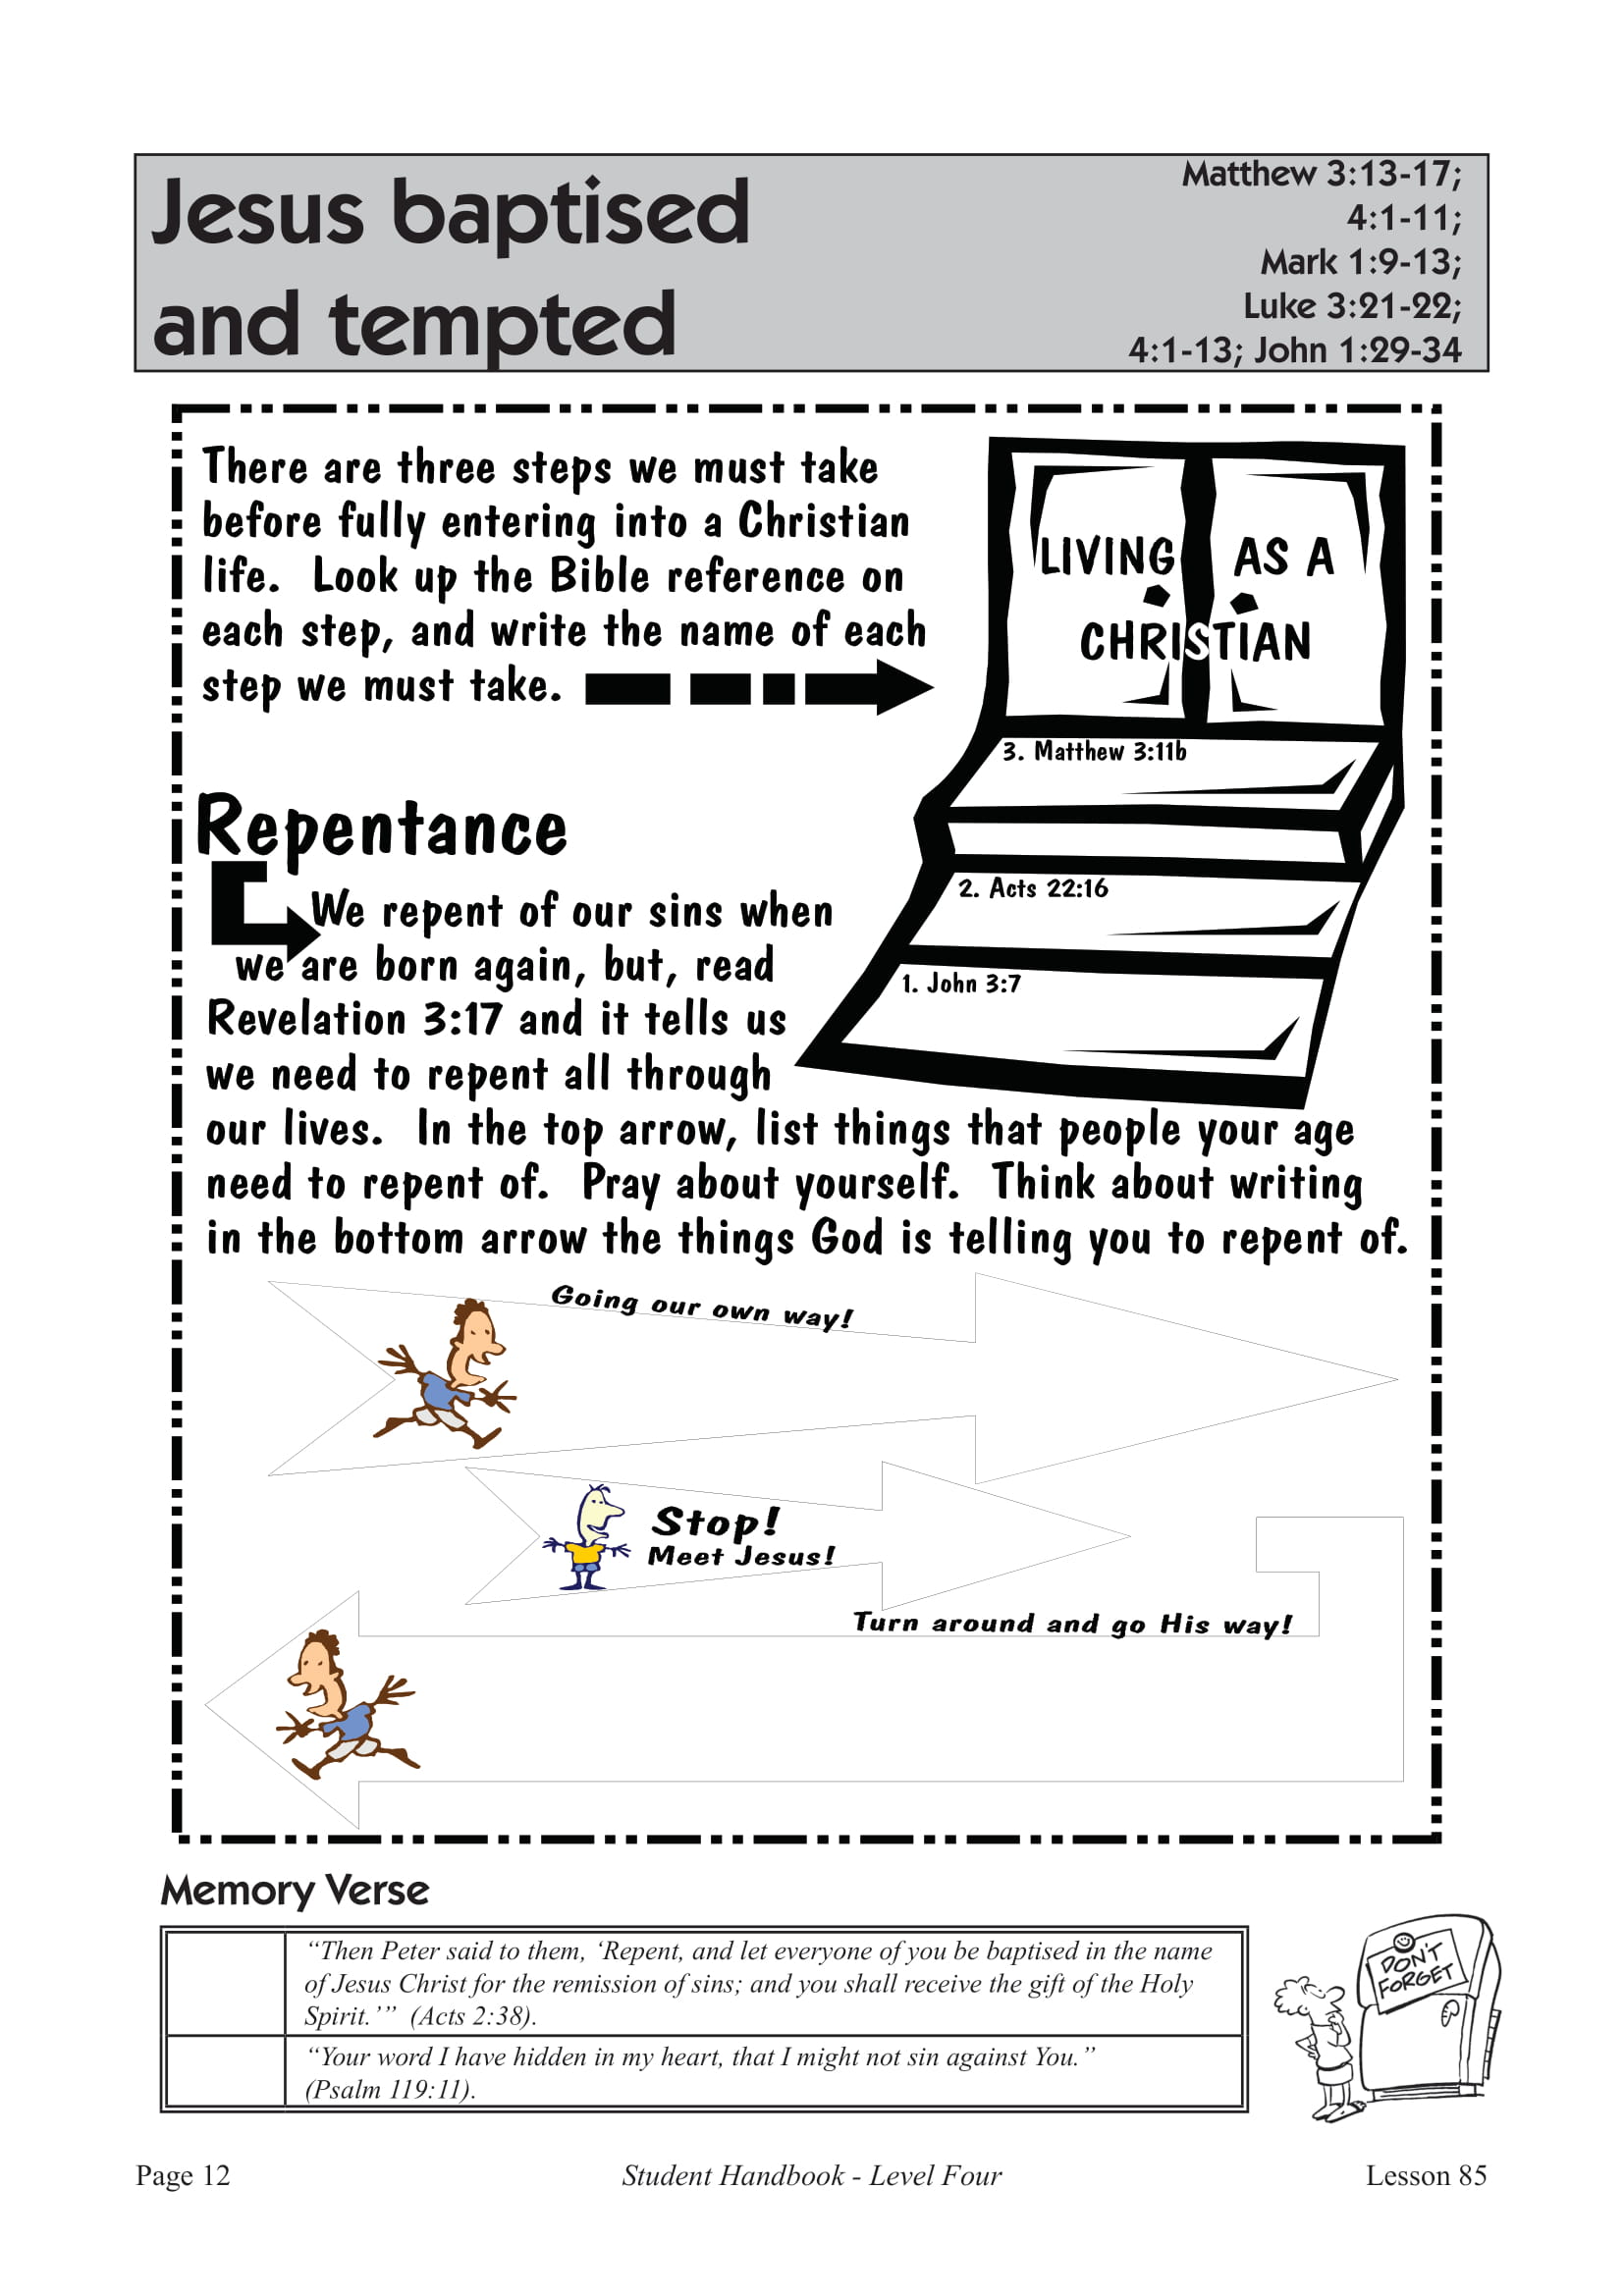 Jesus baptised
and tempted
Matthew 3:13-17;
4:1-11;
Mark 1:9-13;
Luke 3:21-22;
4:1-13; John 1:29-34
There are three steps we must take
before fully entering into a Christian
life. Look up the Bible reference on
each step, and write the name of each
step we must take.
LIVING AS A
CHRISTIAN
3. Matthew 3:11b
2. Acts 22:16
1. John 3:7
Repentance
We repent of our sins when
we are born again, but, read
Revelation 3:17 and it tells us
we need to repent all through
our lives. In the top arrow, list things that people your age
need to repent of. Pray about yourself. Think about writing
in the bottom arrow the things God is telling you to repent of.
Going our own way!
Stop!
Meet Jesus!
Turn around and go His way!
Memory Verse
“Then Peter said to them, ‘Repent, and let everyone of you be baptised in the name
of Jesus Christ for the remission of sins; and you shall receive the gift of the Holy
Spirit.’” (Acts 2:38).
“Your word I have hidden in my heart, that I might not sin against You.”
(Psalm 119:11).
DON'T
FORGET
Page 12
Student Handbook - Level Four
Lesson 85